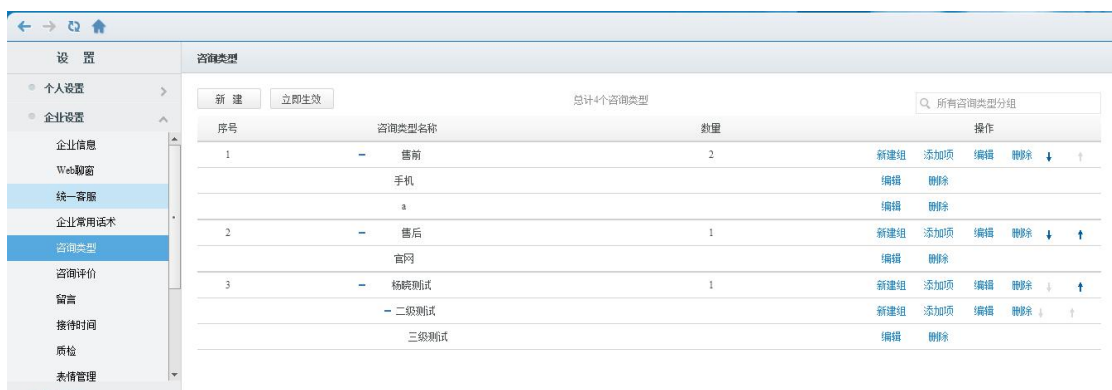 设 置
咨询类型
个人设置
新 建 立即生效 总计4个咨询类型 所有咨询类型分组
企业设置
序号 咨询类型名称 数量 操作
企业信息
1 售前 2 新建组 添加项 编辑 删除
Web聊窗
手机 编辑 删除
统一客服
a 编辑 删除
企业常用话术
2 售后 1 新建组 添加项 编辑 删除
咨询类型
官网 编辑 删除
咨询评价
3 杨晓测试 1 新建组 添加项 编辑 删除
留言
二级测试 新建组 添加项 编辑 删除
接待时间
三级测试 编辑 删除
质检
表情管理